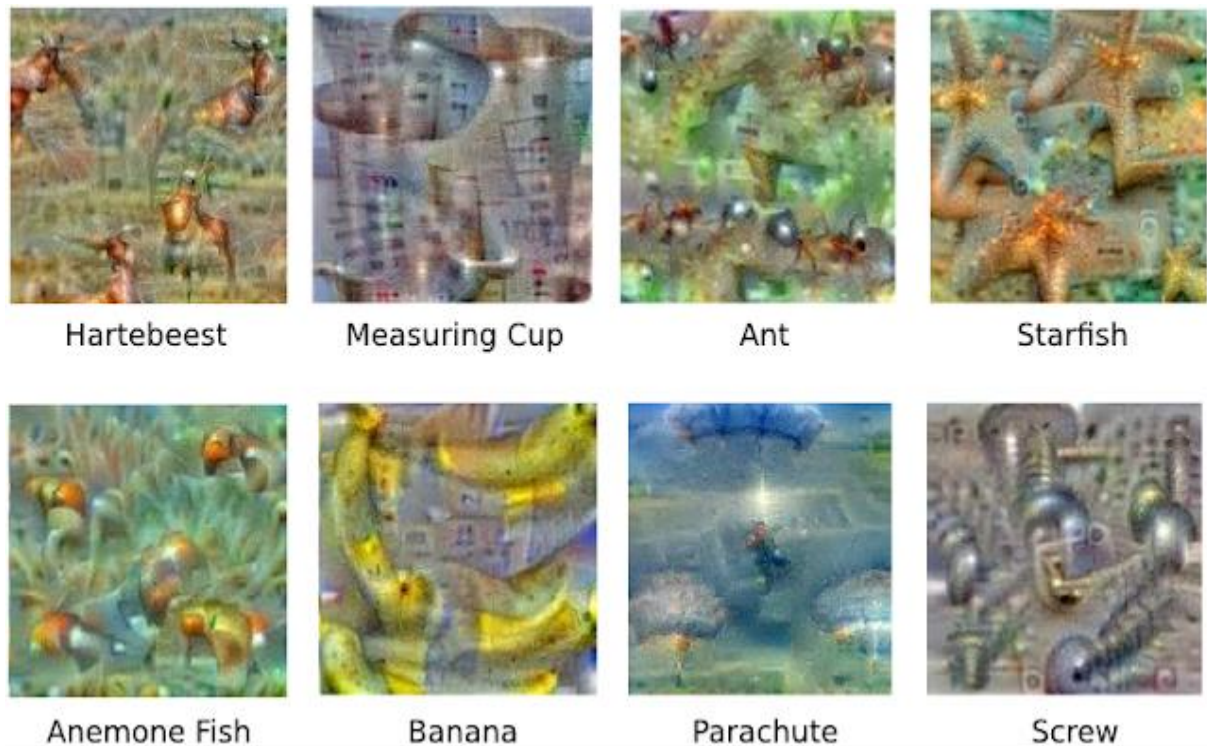 Hartebeest
Measuring Cup
Ant
Starfish
Anemone Fish
Banana
Parachute
Screw